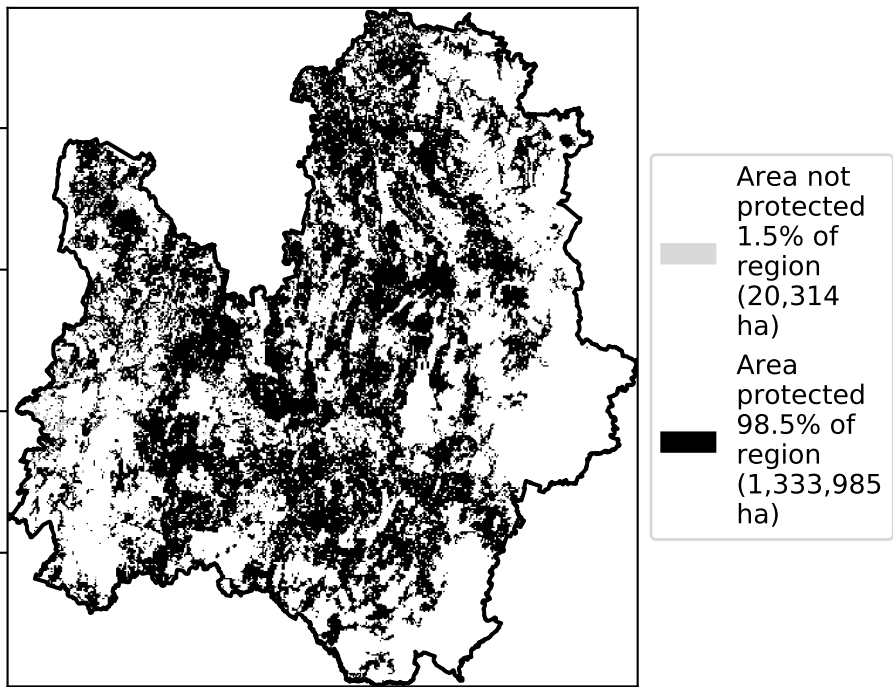 Area not
protected
1.5% of
region
(20,314
ha)
Area
protected
98.5% of
region
(1,333,985
ha)